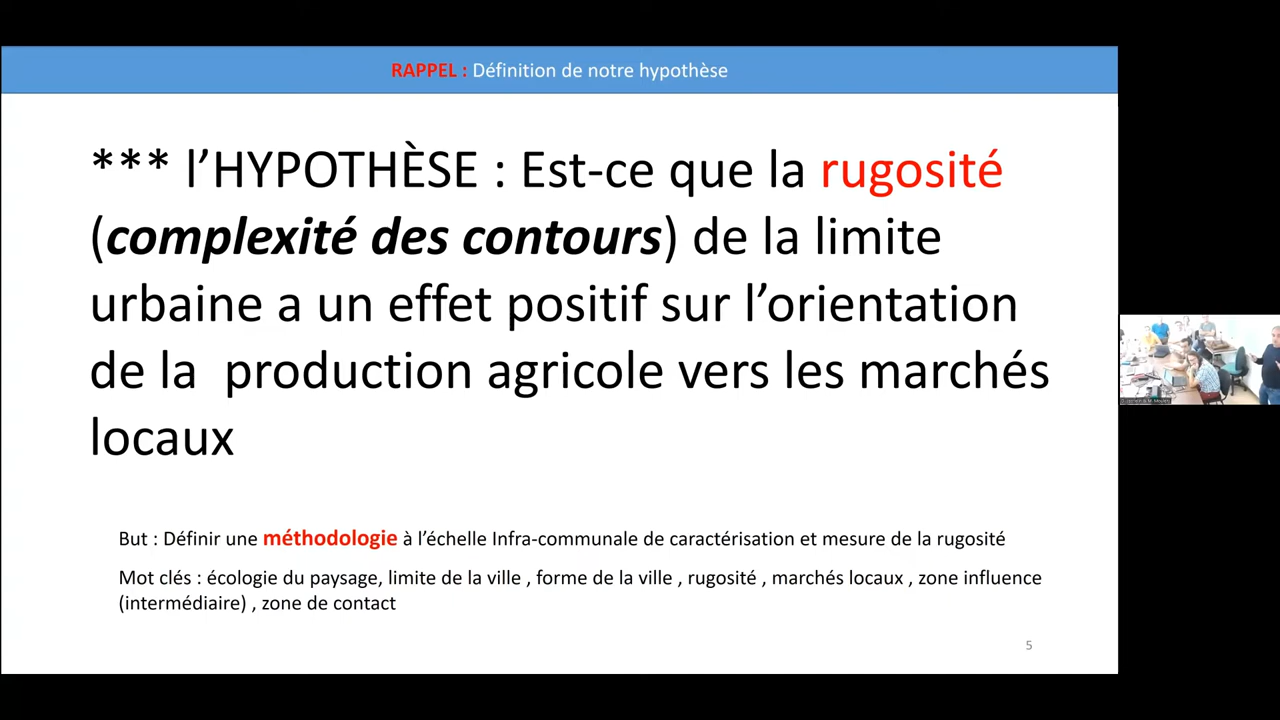 RAPPEL : Définition de notre hypothèse
*** l’HYPOTHÈSE : Est-ce que la rugosité
(complexité des contours) de la limite
urbaine a un effet positif sur l’orientation
de la  production agricole vers les marchés
locaux
But : Définir une méthodologie à l’échelle Infra-communale de caractérisation et mesure de la rugosité
Mot clés : écologie du paysage, limite de la ville , forme de la ville , rugosité , marchés locaux , zone influence
(intermédiaire) , zone de contact
5